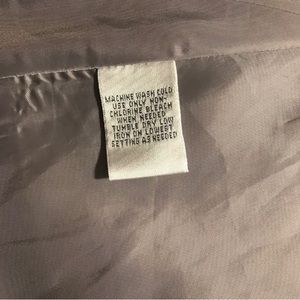 MACHINE WASH COLD
USE ONLY NON-
CHLORINE BLEACH
WHEN NEEDED
TUMBLE DRY LOW
IRON ON LOWEST
SETTING AS NEEDED